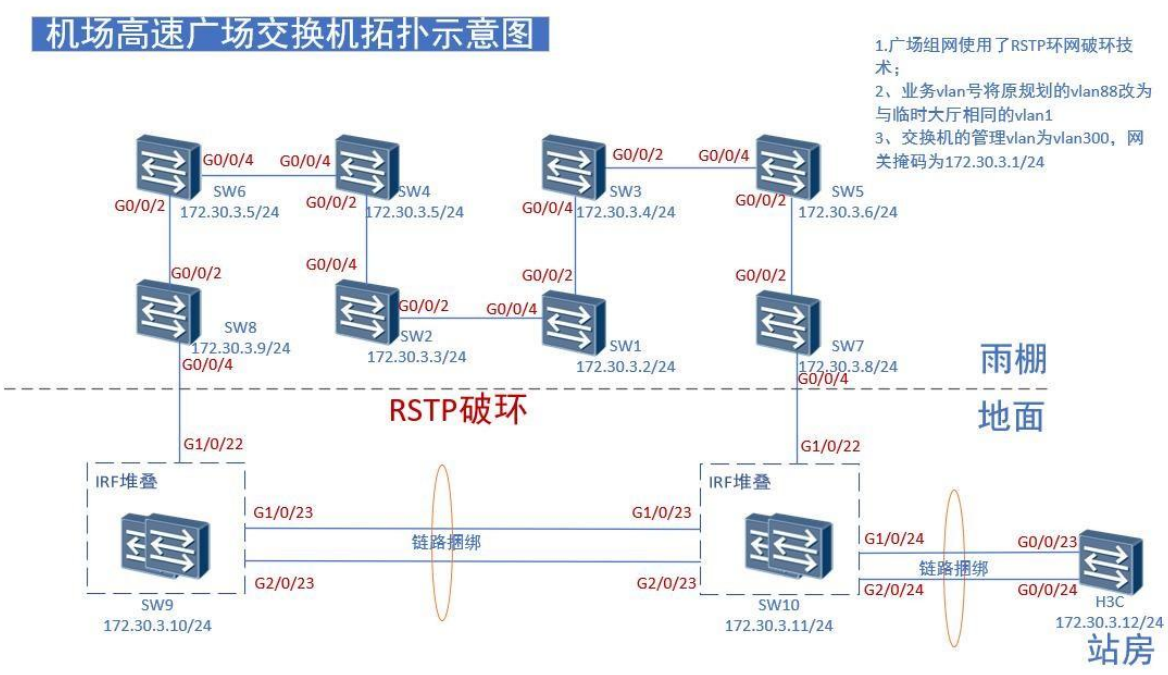 机场高速广场交换机拓扑示意图
1.广场组网使用了RSTP环网破环技
术；
2、业务vlan号将原规划的vlan88改为
与临时大厅相同的vlan1
3、交换机的管理vlan为vlan300，网
关掩码为172.30.3.1/24
G0/0/4
G0/0/4
G0/0/2
G0/0/4
SW6
SW4
SW3
SW5
G0/0/2
172.30.3.5/24
G0/0/2
172.30.3.5/24
G0/0/4
172.30.3.4/24
G0/0/2
172.30.3.6/24
G0/0/2
G0/0/4
G0/0/2
G0/0/2
G0/0/2
G0/0/4
SW8
172.30.3.9/24
SW2
172.30.3.3/24
SW1
172.30.3.2/24
SW7
172.30.3.8/24
G0/0/4
G0/0/4
雨棚
RSTP破环
地面
G1/0/22
G1/0/22
IRF堆叠
IRF堆叠
G1/0/23
G1/0/23
链路捆绑
G2/0/23
G2/0/23
G1/0/24
G0/0/23
链路捆绑
G2/0/24
G0/0/24
SW9
172.30.3.10/24
SW10
172.30.3.11/24
H3C
172.30.3.12/24
站房